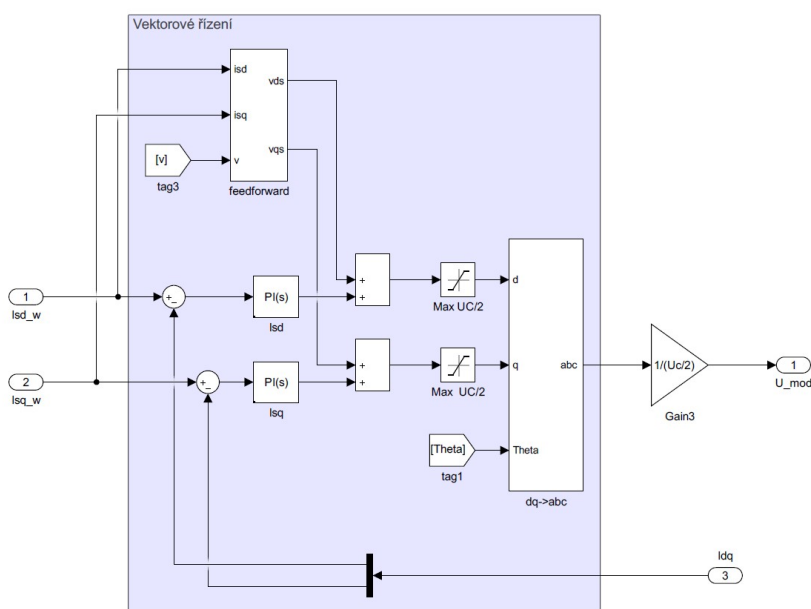 Vektorové řízení
isd
isq
v
vds
vqs
feedforward
[v]
tag3
1
Isd_w
2
Isq_w
+
−
PI(s)
Isd
+
−
PI(s)
Isq
+
+
+
+
Max UC/2
Max UC/2
d
q
Theta
abc
dq->abc
[Theta]
tag1
1/(Uc/2)
Gain3
1
U_mod
Idq
3